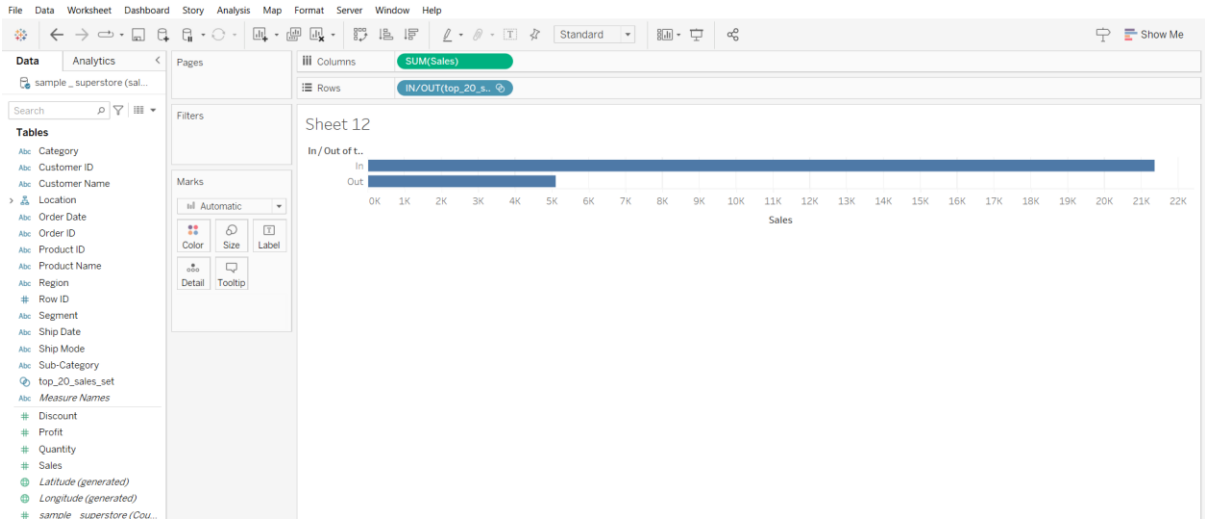 File Data Worksheet Dashboard Story Analysis Map Format Server Window Help
Standard
Show Me
Data Analytics
Pages
Columns SUM(Sales)
sample _ superstore (sal...
Rows IN/OUT(top_20_s..
Search
Filters
Sheet 12
Tables
Abc Category
Abc Customer ID
Abc Customer Name
Location
Abc Order Date
Abc Order ID
Abc Product ID
Abc Product Name
Abc Region
# Row ID
Abc Segment
Abc Ship Date
Abc Ship Mode
Abc Sub-Category
top_20_sales_set
Abc Measure Names
# Discount
# Profit
# Quantity
# Sales
Latitude (generated)
Longitude (generated)
# sample _ superstore (Cou...
Marks
Automatic
Color Size Label
Detail Tooltip
In / Out of t..
In
Out
0K 1K 2K 3K 4K 5K 6K 7K 8K 9K 10K 11K 12K 13K 14K 15K 16K 17K 18K 19K 20K 21K 22K
Sales